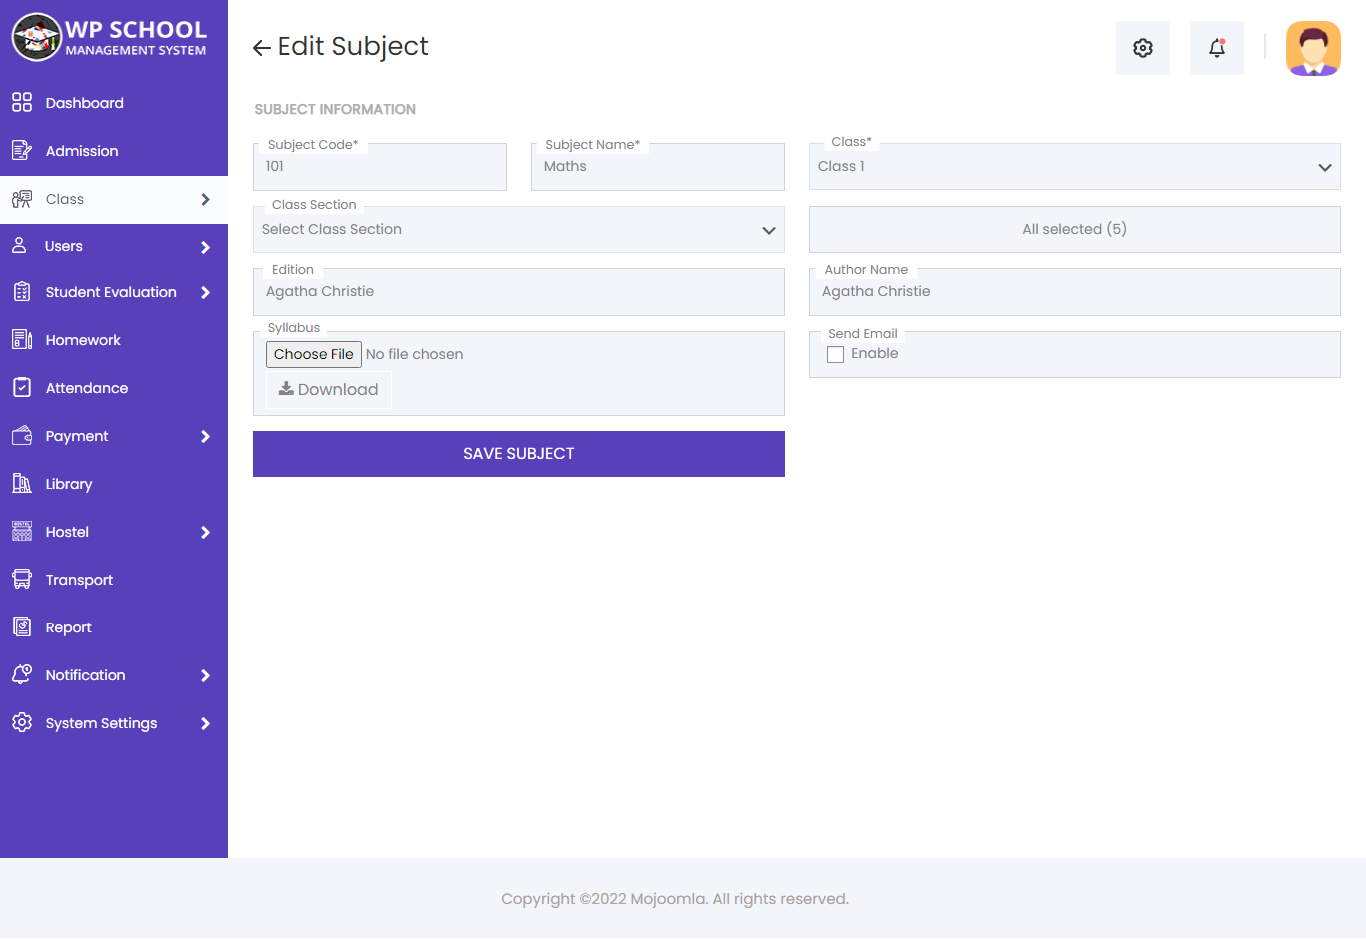 WP SCHOOL
MANAGEMENT SYSTEM
Dashboard
Admission
Class
Users
Student Evaluation
Homework
Attendance
Payment
Library
HOSTEL
Hostel
Transport
Report
Notification
System Settings
Edit Subject
SUBJECT INFORMATION
Subject Code*
101
Subject Name*
Maths
Class*
Class 1
Class Section
Select Class Section
All selected (5)
Edition
Agatha Christie
Author Name
Agatha Christie
Syllabus
Choose File No file chosen
Download
Send Email
Enable
SAVE SUBJECT
Copyright ©2022 Mojoomla. All rights reserved.